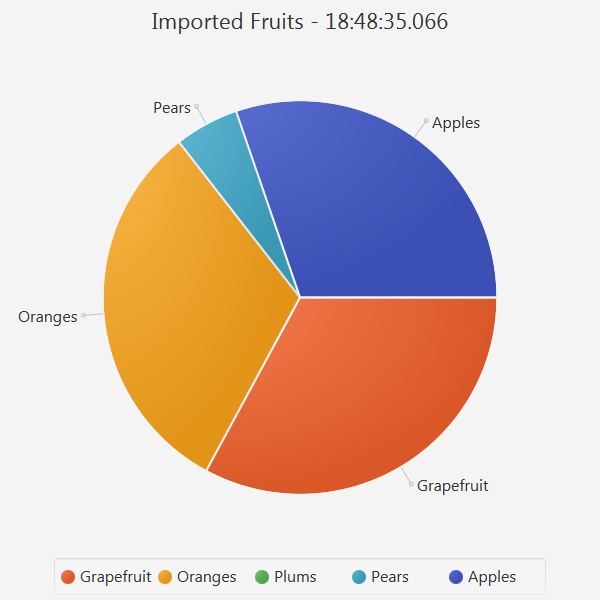 Imported Fruits - 18:48:35.066
Pears
Apples
Oranges
Grapefruit
Grapefruit Oranges Plums Pears Apples